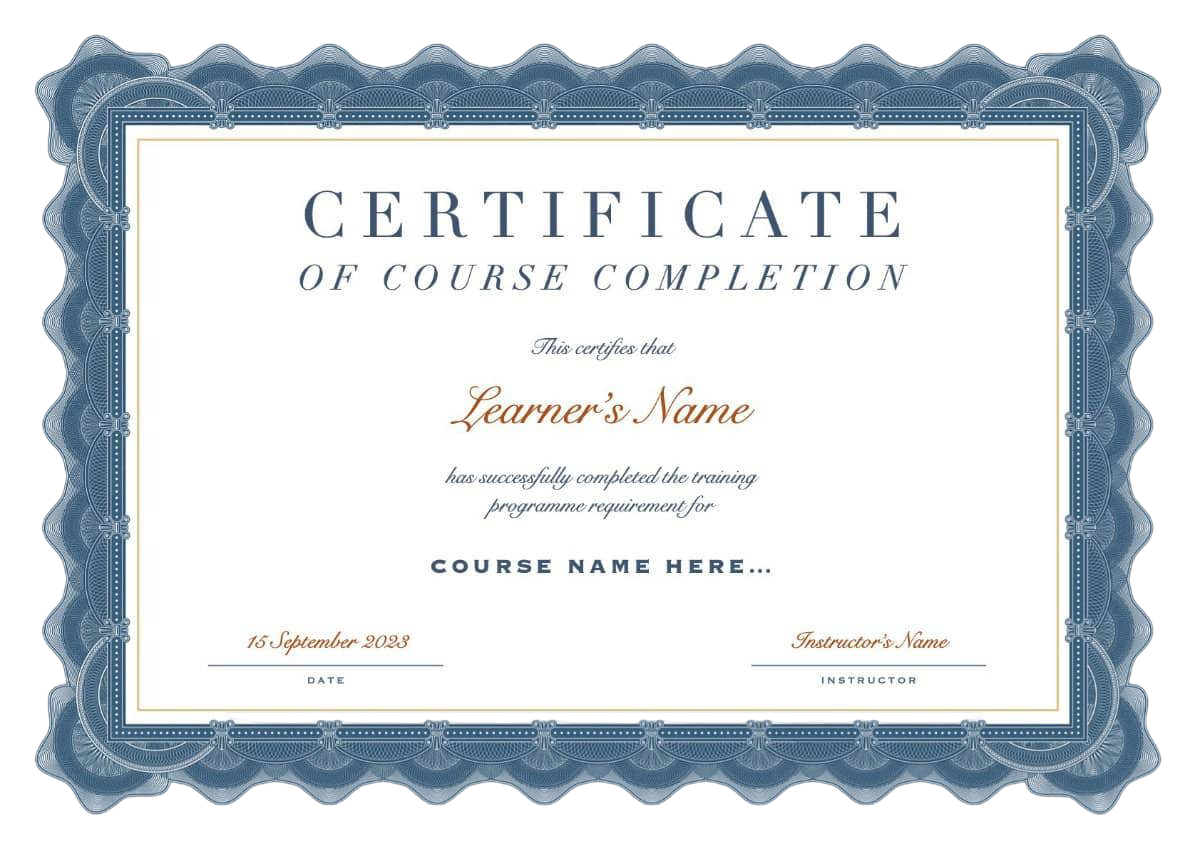 CERTIFICATE
OF COURSE COMPLETION
This certifies that
Learner's Name
has successfully completed the training
programme requirement for
COURSE NAME HERE...
15 September 2023
Instructor's Name
DATE
INSTRUCTOR